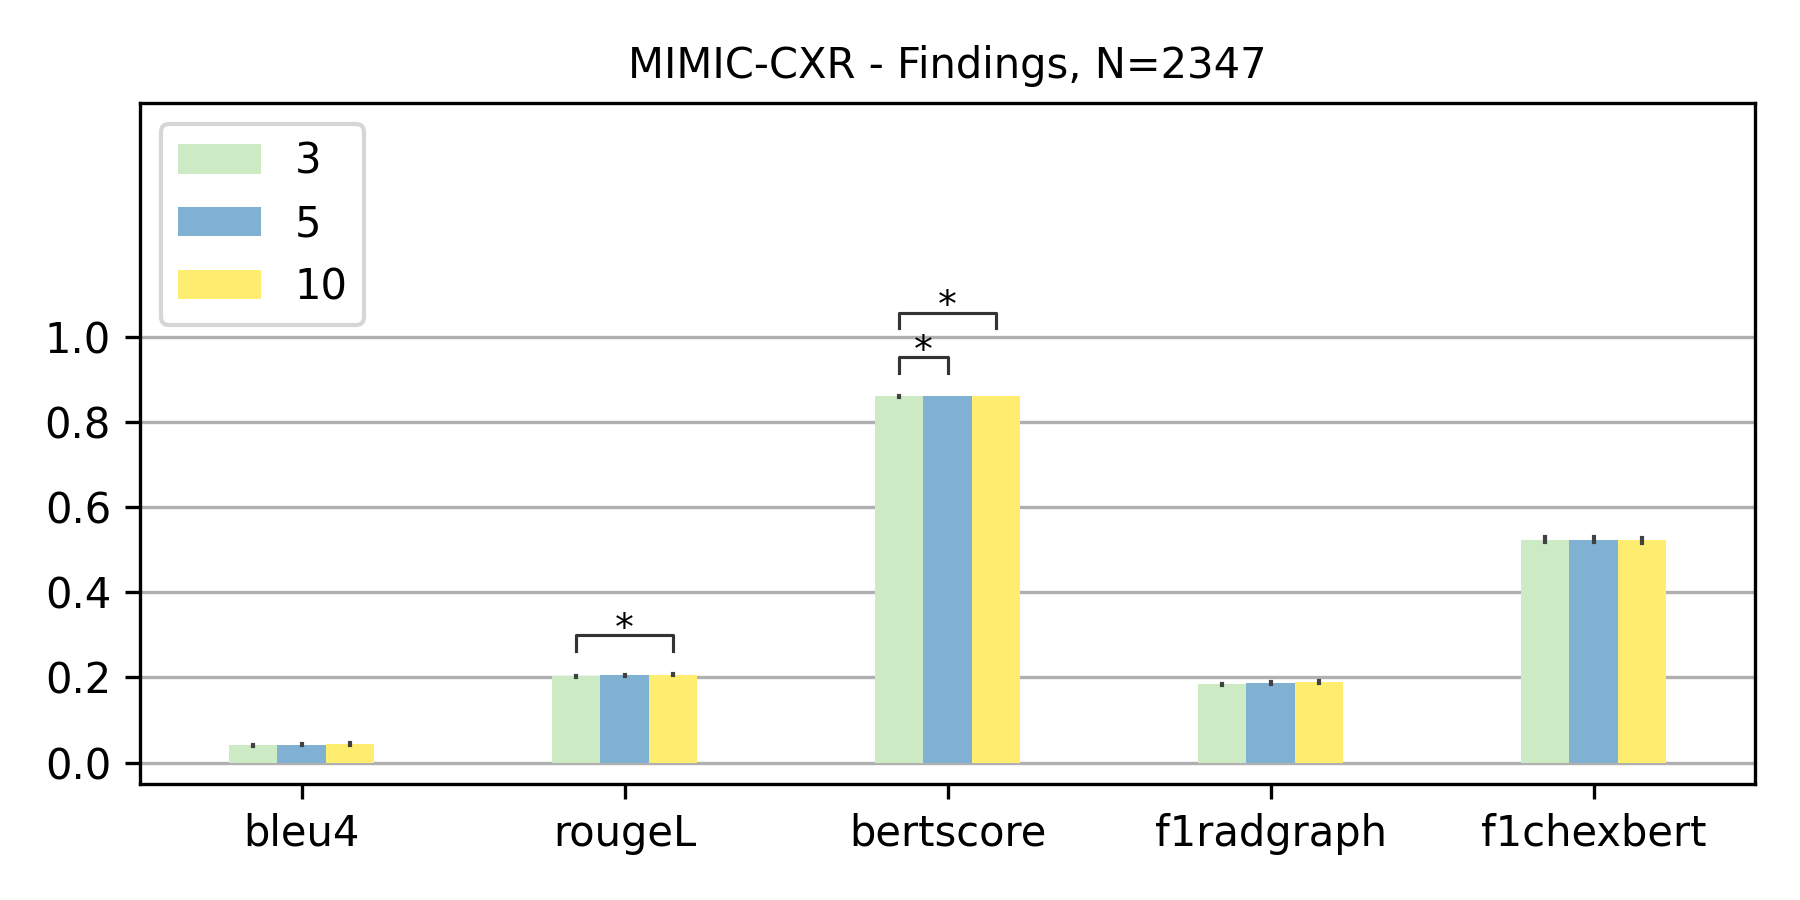 MIMIC-CXR - Findings, N=2347
3
5
10
*
*
*
1.0
0.8
0.6
0.4
0.2
0.0
bleu4
rougeL
bertscore
f1radgraph
f1chexbert